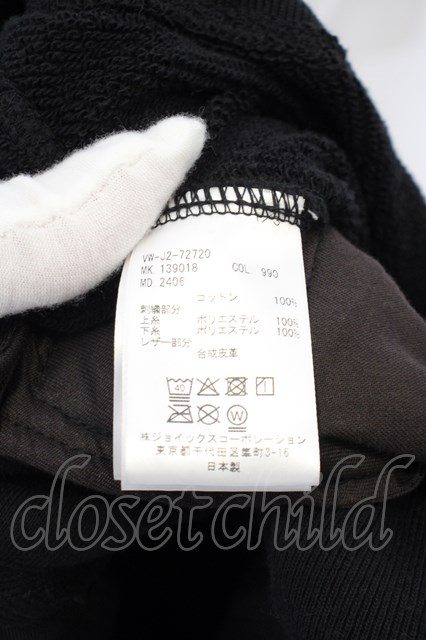 VW-J2-72720
MK. 139018 COL 990
MD. 2406
コットン 100%
刺繍部分
上糸 ポリエステル 100%
下糸 ポリエステル 100%
レザー部分
合成皮革
40
W
株ジョイックスコーポレーション
東京都千代田区隼町3-16
日本製
closetchild